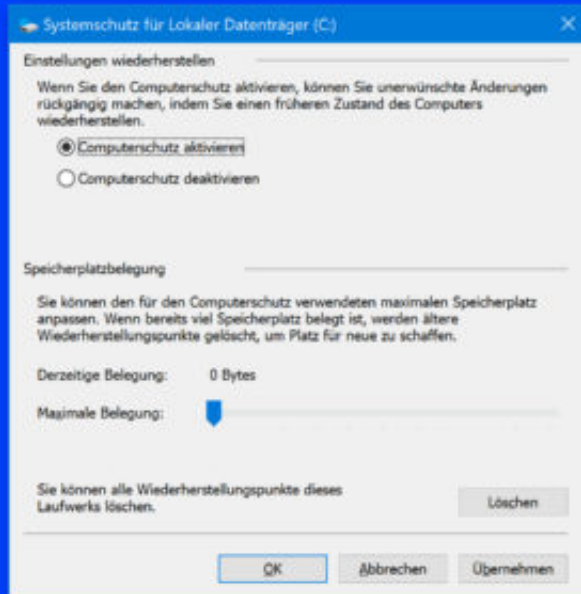 Systemschutz für Lokaler Datenträger (C:)
Einstellungen wiederherstellen
Wenn Sie den Computerschutz aktivieren, können Sie unerwünschte Änderungen
rückgängig machen, indem Sie einen früheren Zustand des Computers
wiederherstellen.
Computerschutz aktivieren
Computerschutz deaktivieren
Speicherplatzbelegung
Sie können den für den Computerschutz verwendeten maximalen Speicherplatz
anpassen. Wenn bereits viel Speicherplatz belegt ist, werden ältere
Wiederherstellungspunkte gelöscht, um Platz für neue zu schaffen.
Derzeitige Belegung: 0 Bytes
Maximale Belegung:
Sie können alle Wiederherstellungspunkte dieses
Laufwerks löschen.
Löschen
OK Abbrechen Übernehmen